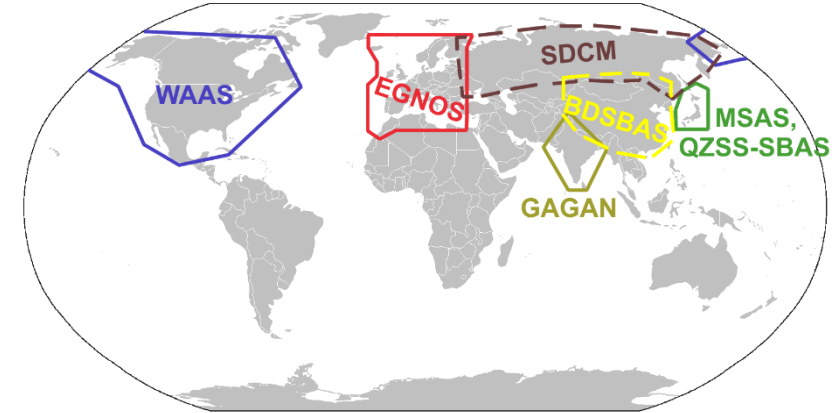 SDCM
WAAS
EGNOS
BDSBAS
MSAS,
QZSS-SBAS
GAGAN